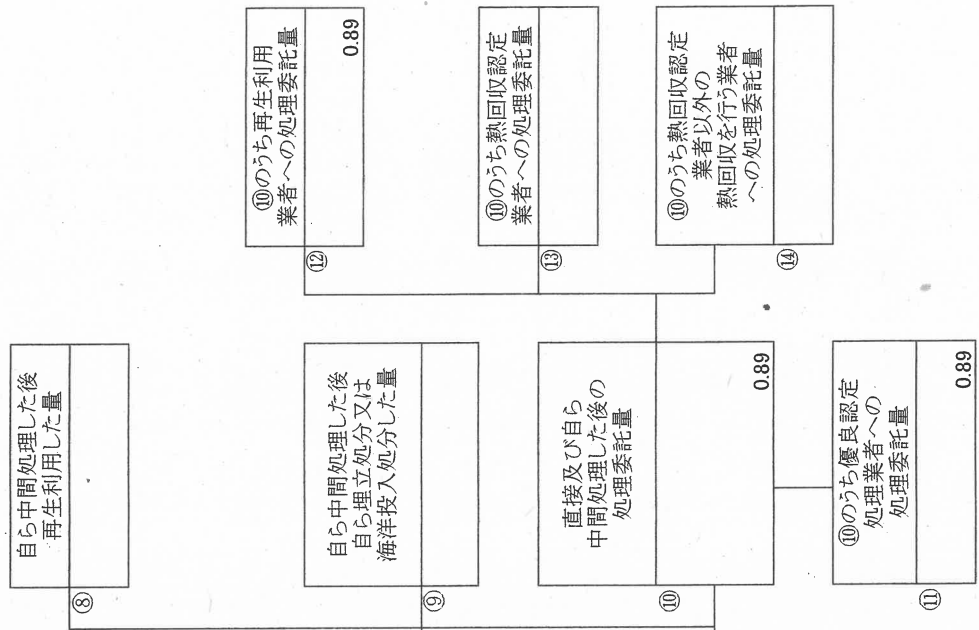 ⑧
自ら中間処理した後
再生利用した量
⑨
自ら中間処理した後
自ら埋立処分又は
海洋投入処分した量
⑩
直接及び自ら
中間処理した後の
処理委託量
0.89
⑪
⑩のうち優良認定
処理業者への
処理委託量
0.89
⑫
⑩のうち再生利用
業者への処理委託量
0.89
⑬
⑩のうち熱回収認定
業者への処理委託量
⑭
⑩のうち熱回収認定
業者以外の
熱回収を行う業者
への処理委託量